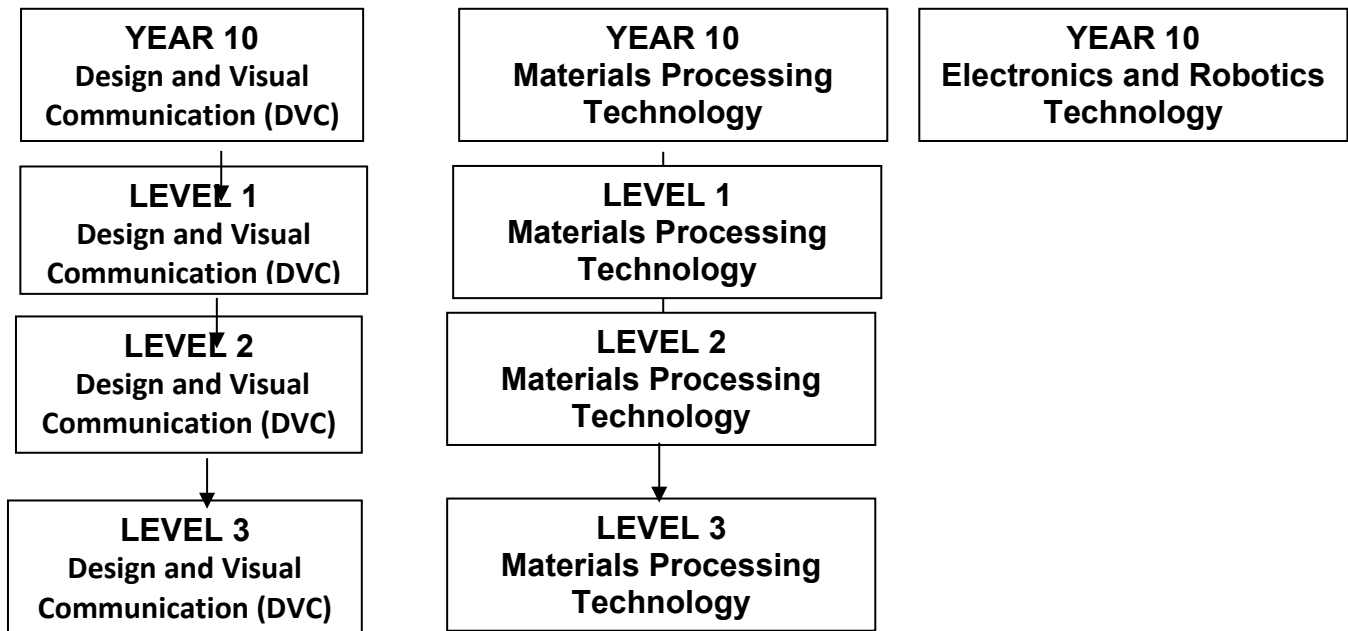 YEAR 10
Design and Visual
Communication (DVC)
LEVEL 1
Design and Visual
Communication (DVC)
LEVEL 2
Design and Visual
Communication (DVC)
LEVEL 3
Design and Visual
Communication (DVC)
YEAR 10
Materials Processing
Technology
LEVEL 1
Materials Processing
Technology
LEVEL 2
Materials Processing
Technology
LEVEL 3
Materials Processing
Technology
YEAR 10
Electronics and Robotics
Technology